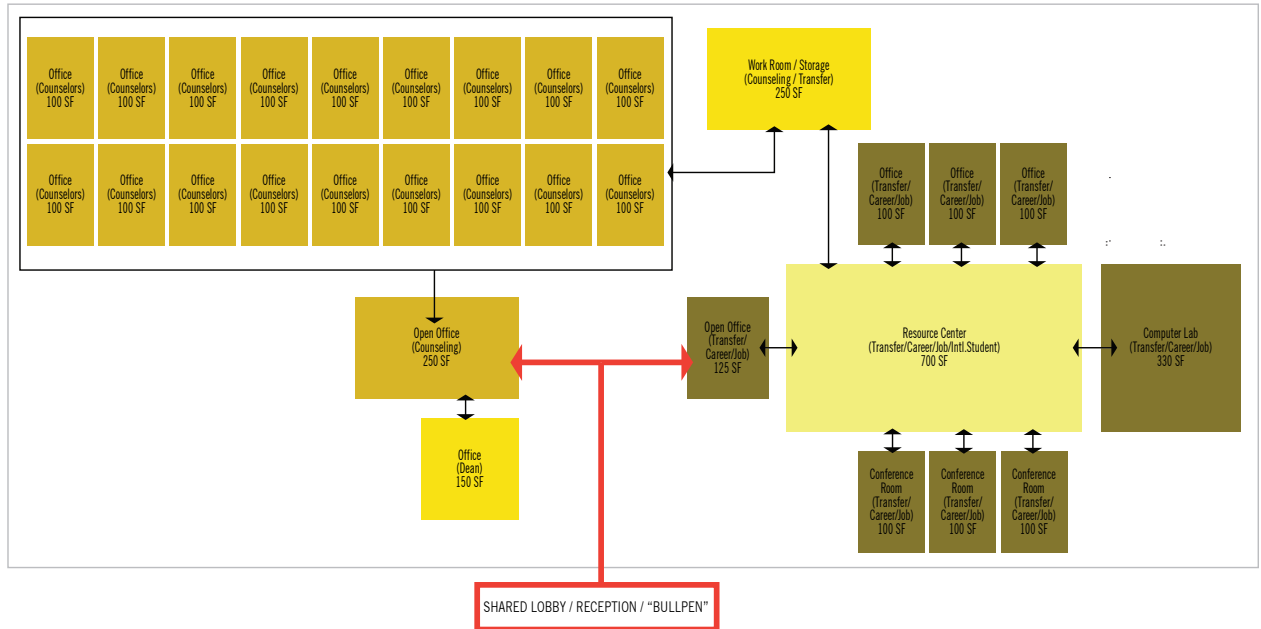 Office
(Counselors)
100 SF
Office
(Counselors)
100 SF
Office
(Counselors)
100 SF
Office
(Counselors)
100 SF
Office
(Counselors)
100 SF
Office
(Counselors)
100 SF
Office
(Counselors)
100 SF
Office
(Counselors)
100 SF
Office
(Counselors)
100 SF
Office
(Counselors)
100 SF
Office
(Counselors)
100 SF
Office
(Counselors)
100 SF
Office
(Counselors)
100 SF
Office
(Counselors)
100 SF
Office
(Counselors)
100 SF
Office
(Counselors)
100 SF
Office
(Counselors)
100 SF
Office
(Counselors)
100 SF
Work Room / Storage
(Counseling / Transfer)
250 SF
Office
(Transfer/
Career/Job)
100 SF
Office
(Transfer/
Career/Job)
100 SF
Office
(Transfer/
Career/Job)
100 SF
Open Office
(Counseling)
250 SF
Open Office
(Transfer/
Career/Job)
125 SF
Resource Center
(Transfer/Career/Job/Intl.Student)
700 SF
Computer Lab
(Transfer/Career/Job)
330 SF
Office
(Dean)
150 SF
Conference
Room
(Transfer/
Career/Job)
100 SF
Conference
Room
(Transfer/
Career/Job)
100 SF
Conference
Room
(Transfer/
Career/Job)
100 SF
SHARED LOBBY / RECEPTION / “BULLPEN”